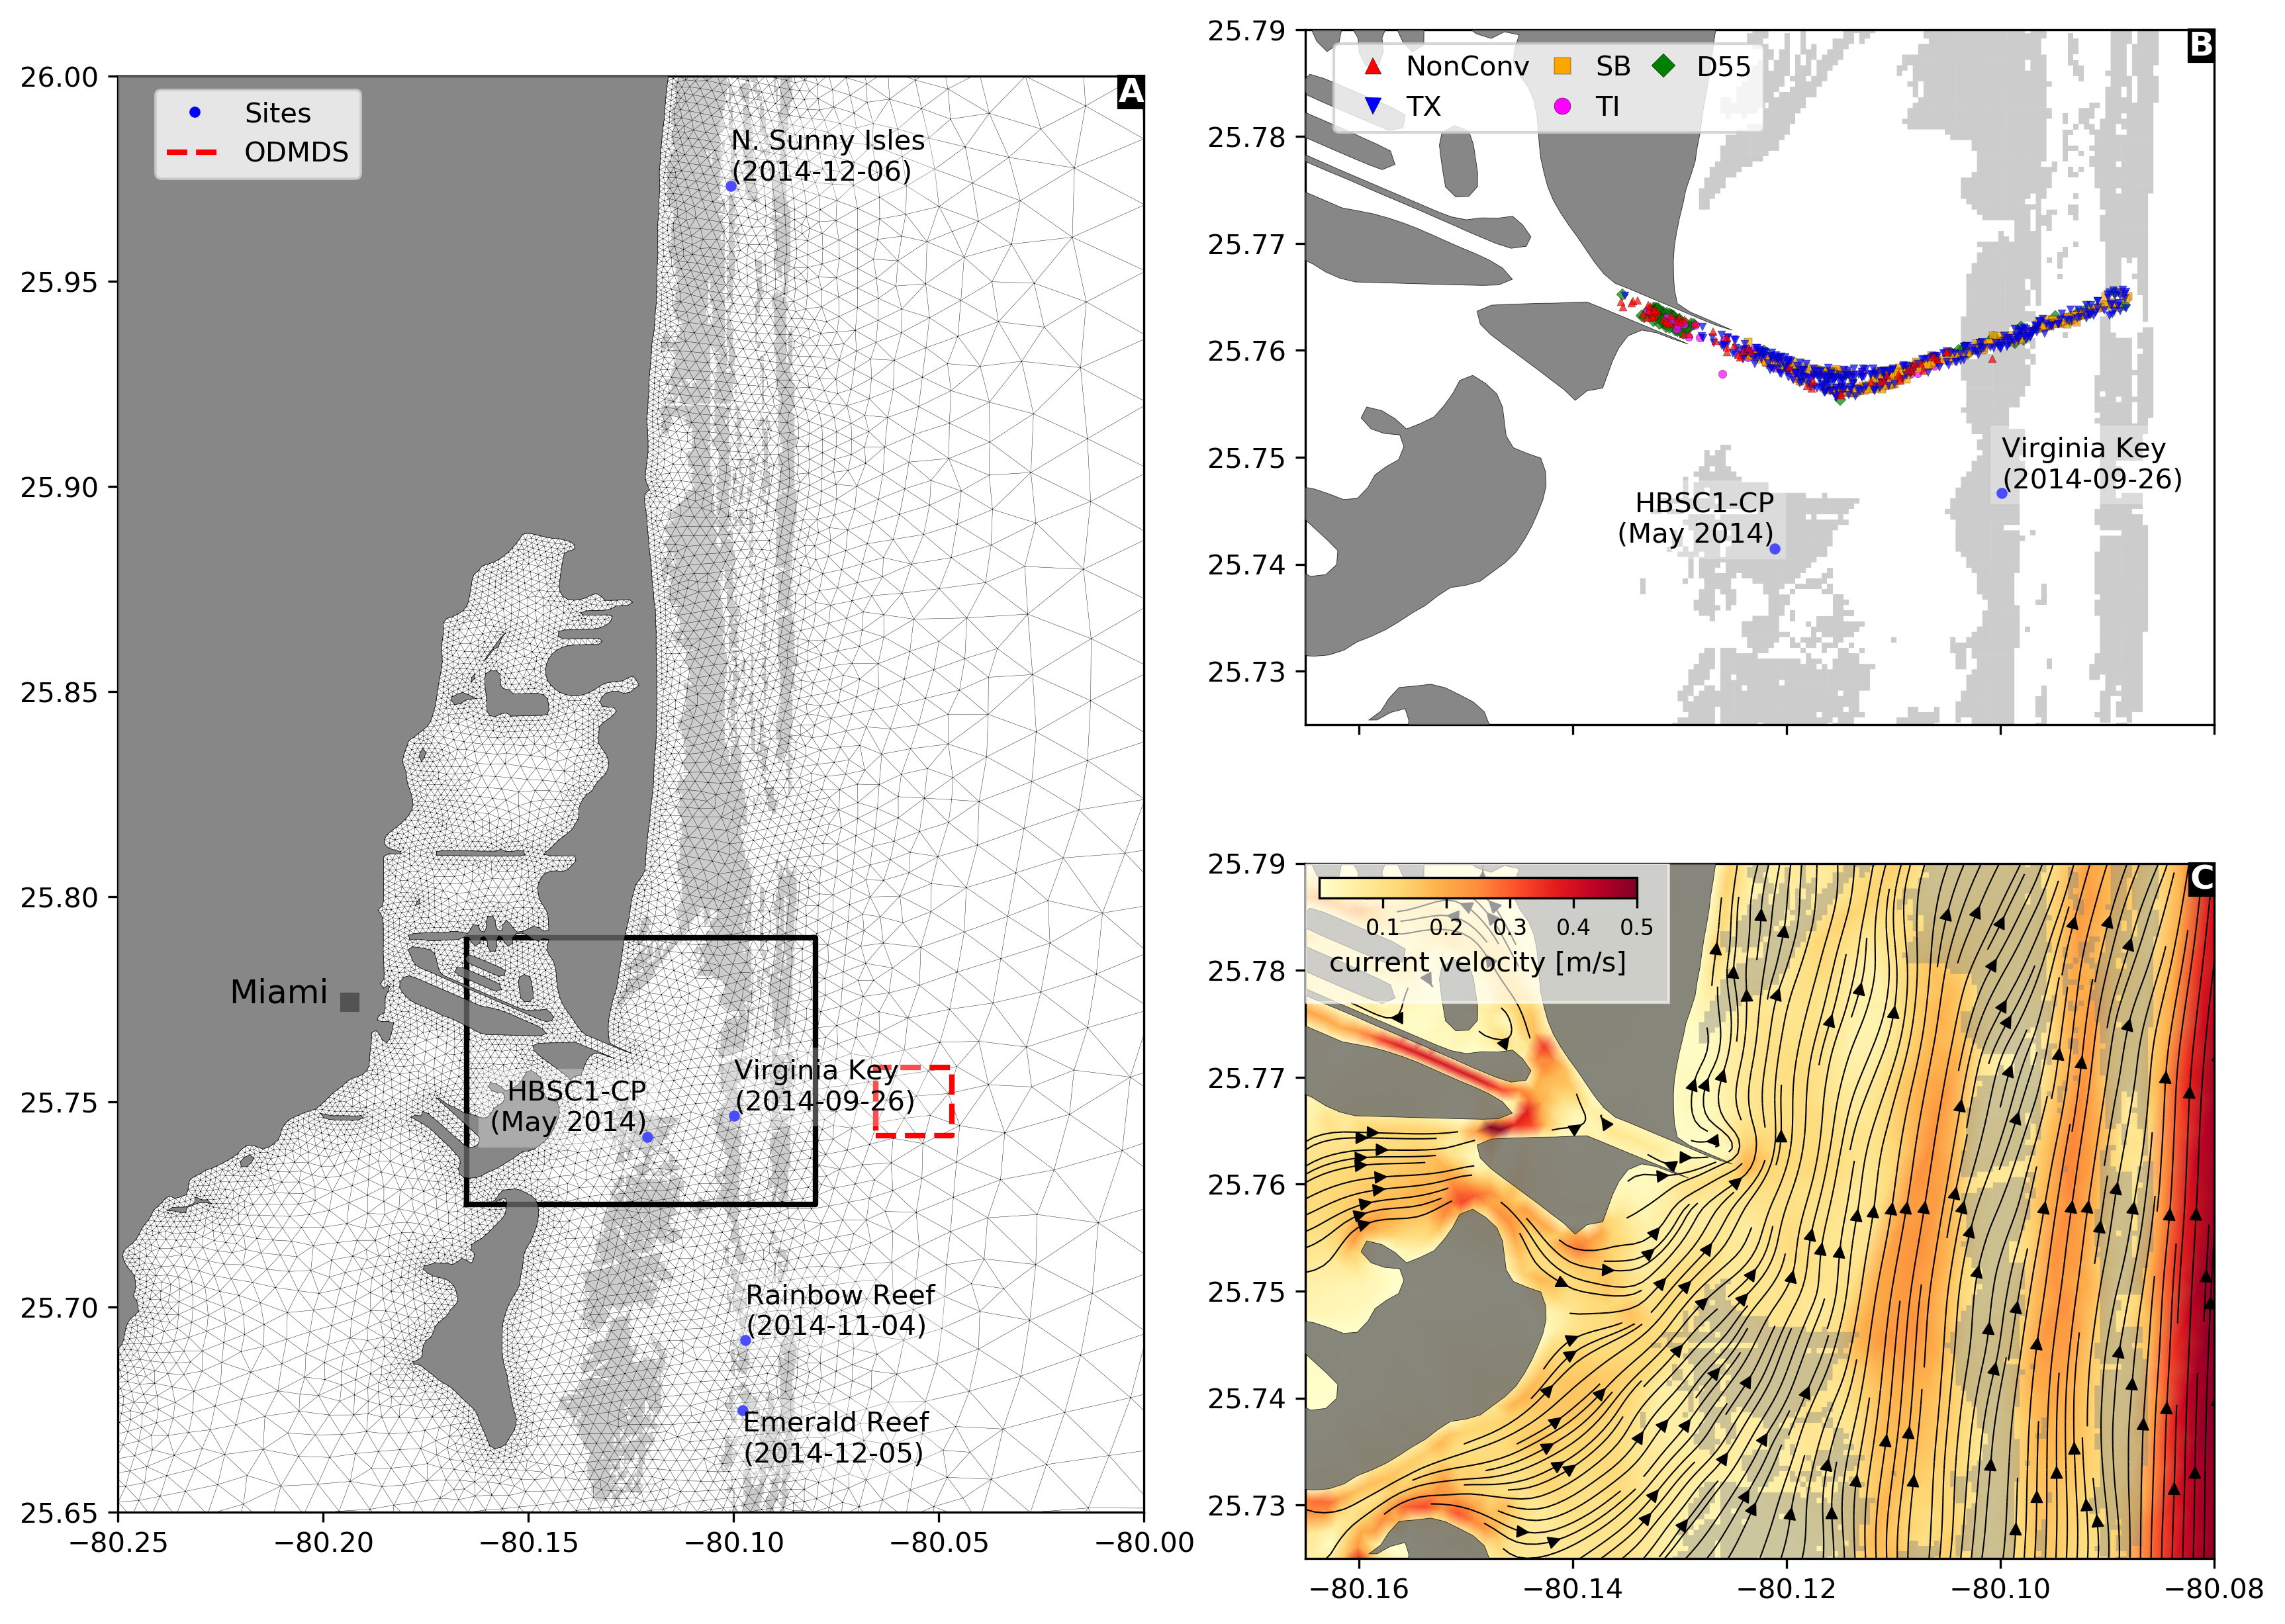 A
26.00
25.95
25.90
25.85
25.80
25.75
25.70
25.65
−80.25
−80.20
−80.15
−80.10
−80.05
−80.00
Sites
ODMDS
N. Sunny Isles
(2014-12-06)
Miami
HBSC1-CP
(May 2014)
Virginia Key
(2014-09-26)
Rainbow Reef
(2014-11-04)
Emerald Reef
(2014-12-05)
B
25.79
25.78
25.77
25.76
25.75
25.74
25.73
NonConv
SB
D55
TX
TI
Virginia Key
(2014-09-26)
HBSC1-CP
(May 2014)
C
25.79
25.78
25.77
25.76
25.75
25.74
25.73
0.1 0.2 0.3 0.4 0.5
current velocity [m/s]
−80.16
−80.14
−80.12
−80.10
−80.08